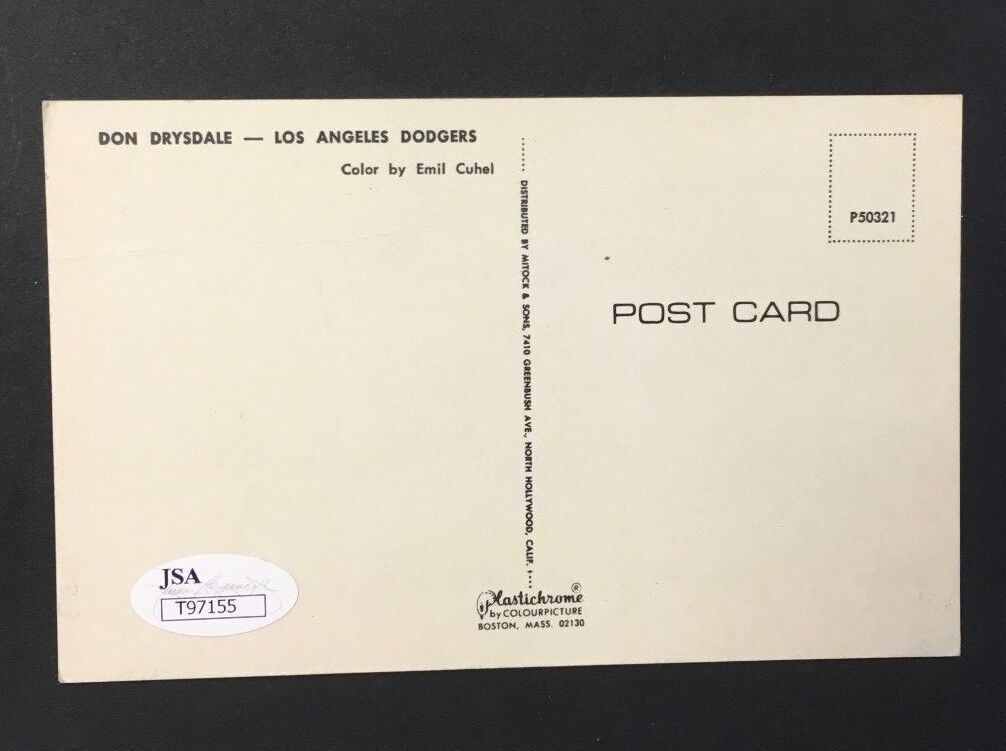 DON DRYSDALE — LOS ANGELES DODGERS
Color by Emil Cuhel
DISTRIBUTED BY MITOCK & SONS, 7410 GREENBUSH AVE., NORTH HOLLYWOOD, CALIF.
P50321
POST CARD
JSA
T97155
Plastichrome®
by COLOURPICTURE
BOSTON, MASS. 02130